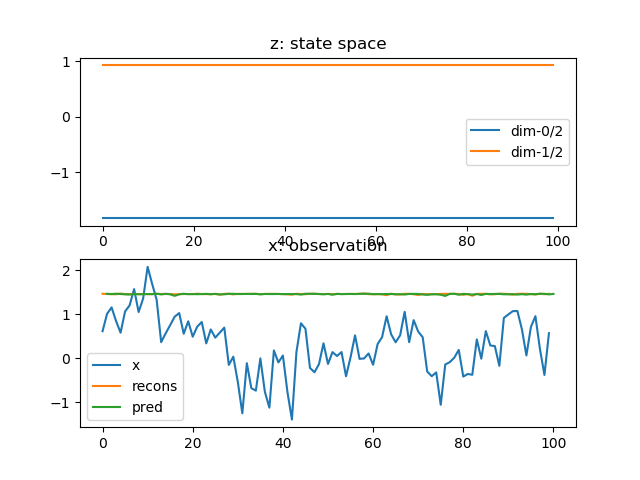 z: state space
1
0
−1
dim-0/2
dim-1/2
0 20 40 60 80 100
x: observation
2
1
0
−1
x
recons
pred
0 20 40 60 80 100